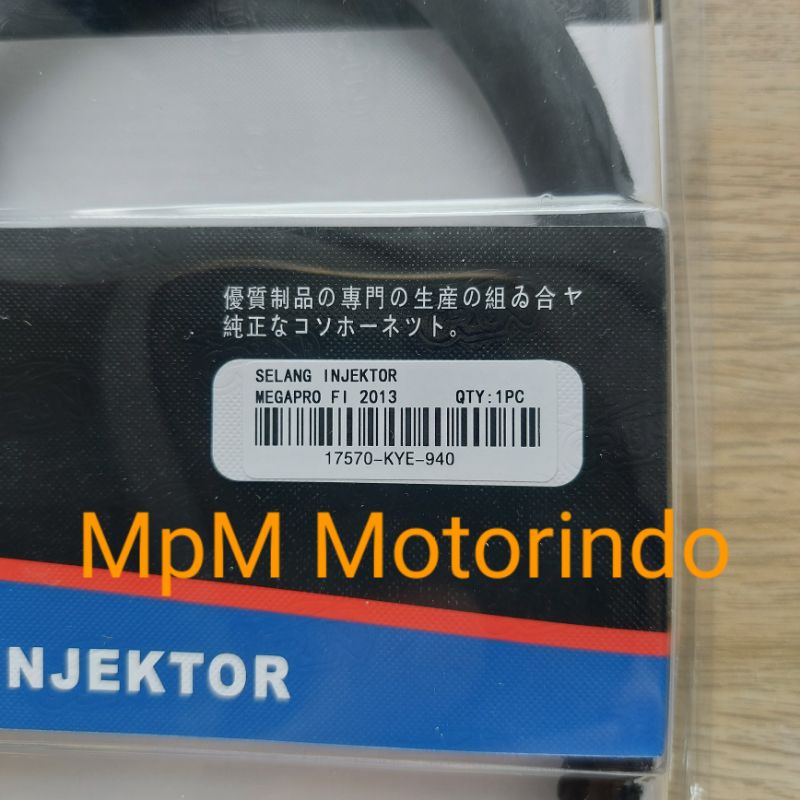 優質制品の専門の生産の組ゐ合ヤ
純正なコソホーネツト。
SELANG INJEKTOR
MEGAPRO FI 2013 QTY:1PC
17570-KYE-940
MpM Motorindo
NJEKTOR